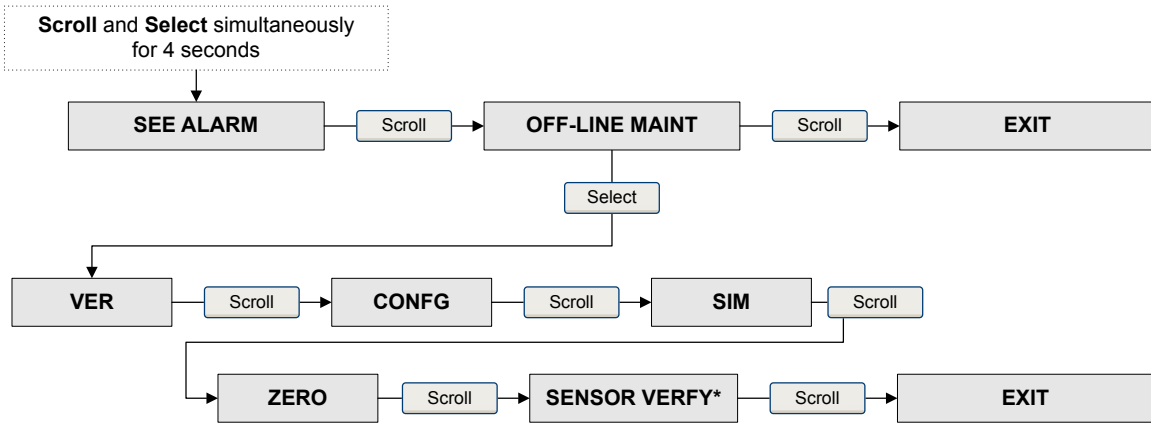 Scroll and Select simultaneously
for 4 seconds
SEE ALARM
Scroll
OFF-LINE MAINT
Scroll
EXIT
Select
VER
Scroll
CONFG
Scroll
SIM
Scroll
ZERO
Scroll
SENSOR VERFY*
Scroll
EXIT